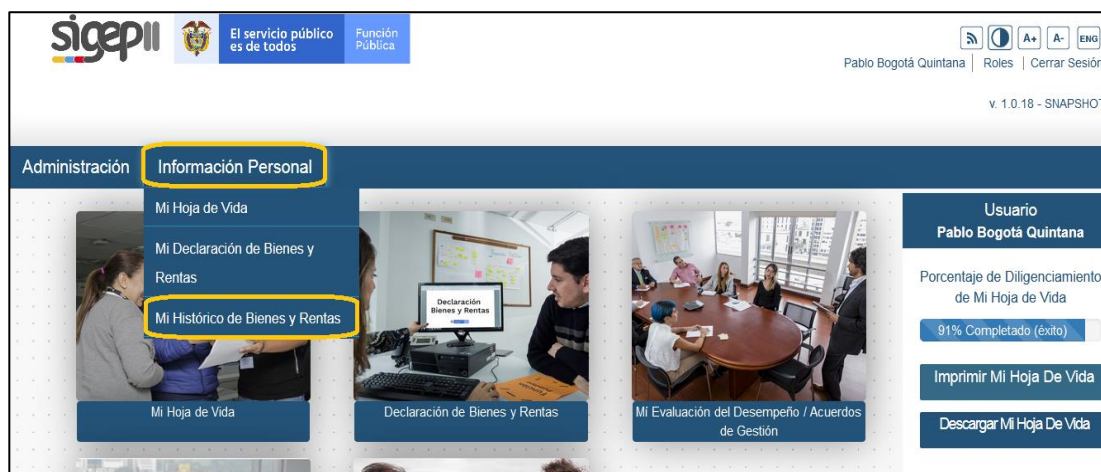 sigepII
El servicio público
es de todos
Función
Pública
A+ A- ENG
Pablo Bogotá Quintana | Roles | Cerrar Sesión
v. 1.0.18 - SNAPSHOT
Administración Información Personal
Mi Hoja de Vida
Mi Declaración de Bienes y
Rentas
Mi Histórico de Bienes y Rentas
Declaración
Bienes y Rentas
Mi Hoja de Vida
Declaración de Bienes y Rentas
Mí Evaluación del Desempeño / Acuerdos
de Gestión
Usuario
Pablo Bogotá Quintana
Porcentaje de Diligenciamiento
de Mi Hoja de Vida
91% Completado (éxito)
Imprimir Mi Hoja De Vida
Descargar Mi Hoja De Vida